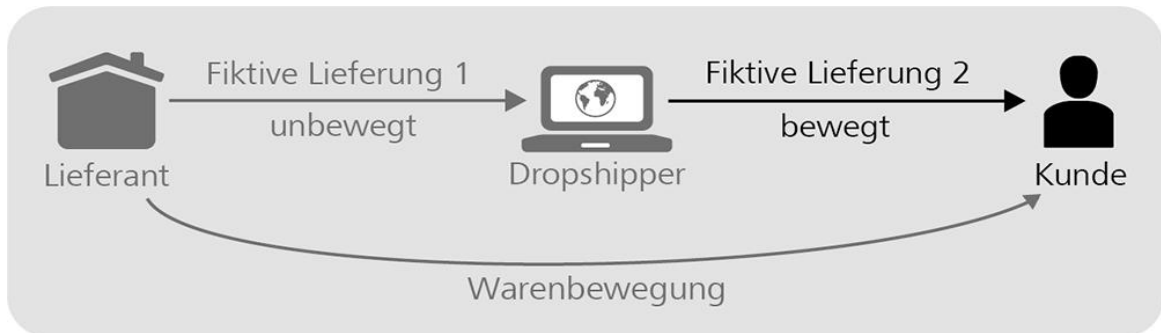 Fiktive Lieferung 1
unbewegt
Fiktive Lieferung 2
bewegt
Lieferant
Dropshipper
Kunde
Warenbewegung